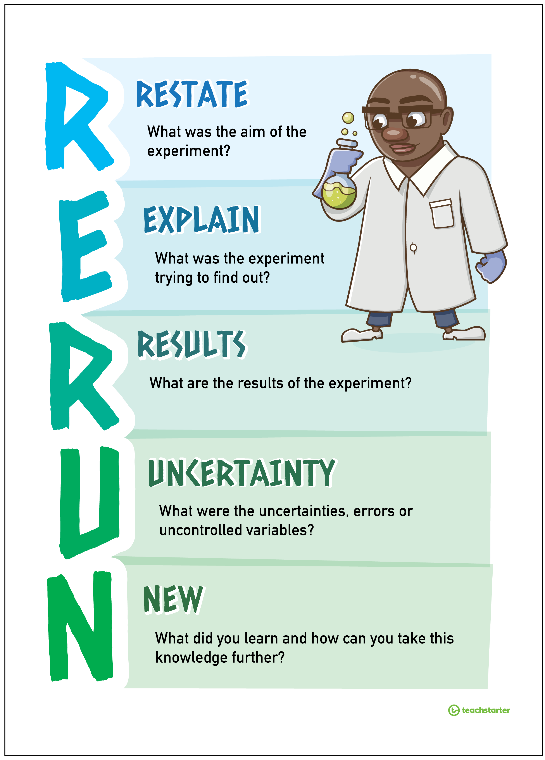 RERUN
RESTATE
What was the aim of the
experiment?
EXPLAIN
What was the experiment
trying to find out?
RESULTS
What are the results of the experiment?
UNCERTAINTY
What were the uncertainties, errors or
uncontrolled variables?
NEW
What did you learn and how can you take this
knowledge further?
teachstarter